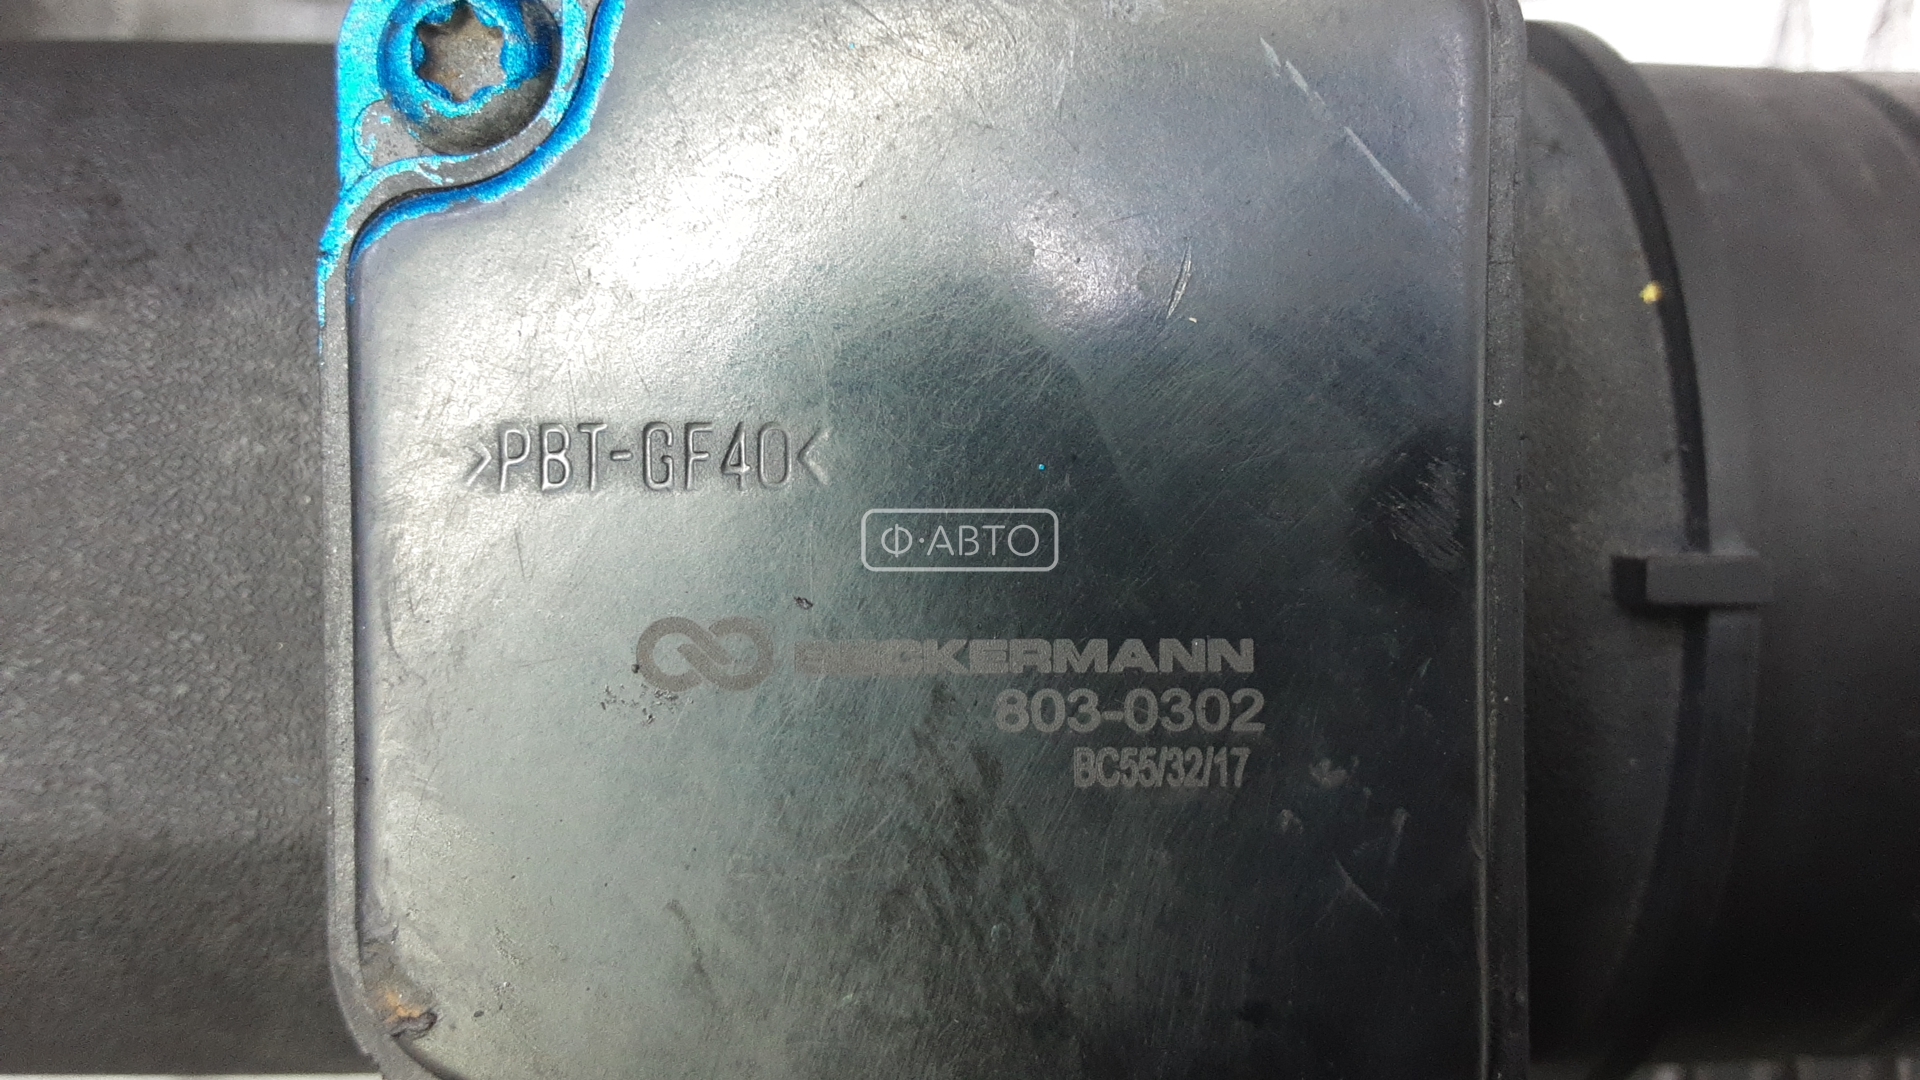 >PBT-GF40<
Ф·АВТО
BECKERMANN
803-0302
BC55/32/17